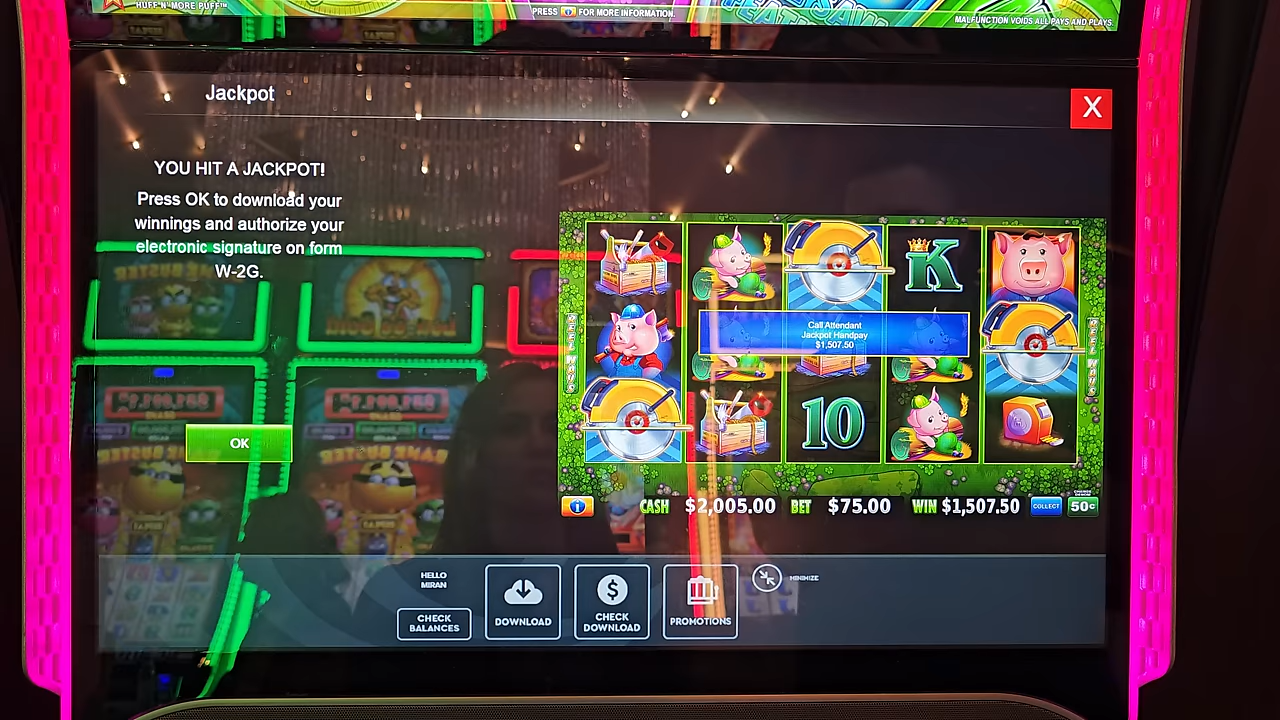 HUFF N' MORE PUFF™
PRESS i FOR MORE INFORMATION.
MALFUNCTION VOIDS ALL PAYS AND PLAYS.
Jackpot
X
YOU HIT A JACKPOT!
Press OK to download your
winnings and authorize your
electronic signature on form
W-2G.
OK
K
Call Attendant
Jackpot Handpay
$1,507.50
10
CASH $2,005.00 BET $75.00 WIN $1,507.50
COLLECT
50¢
HELLO
MIRAN
CHECK
BALANCES
DOWNLOAD
CHECK
DOWNLOAD
PROMOTIONS
MINIMIZE